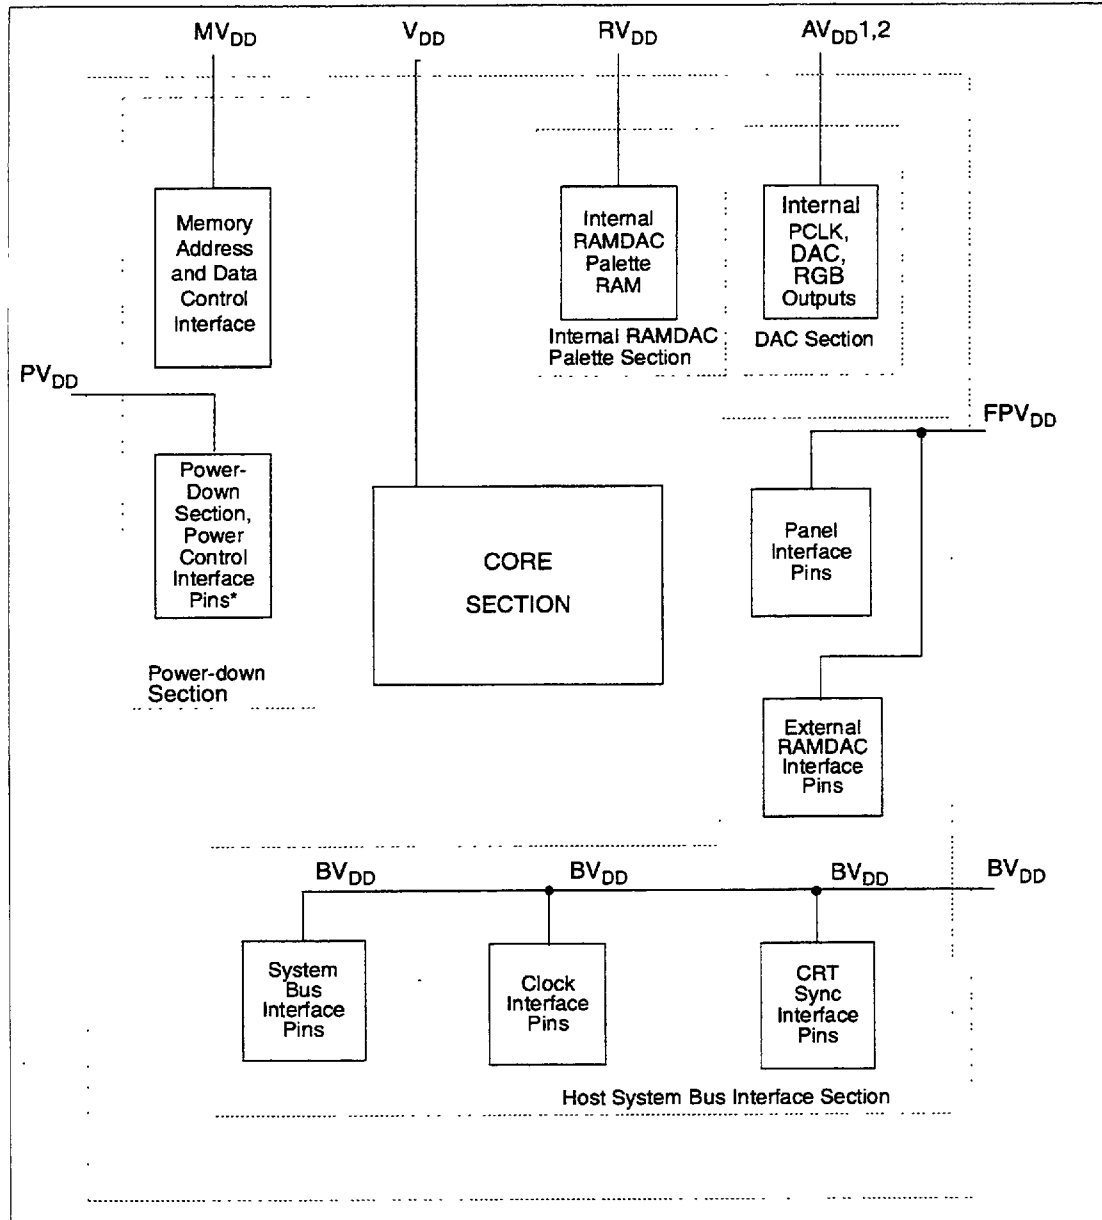 MVDD
VDD
RVDD
AVDD1,2
Memory
Address
and Data
Control
Interface
Internal
RAMDAC
Palette
RAM
Internal RAMDAC
Palette Section
Internal
PCLK,
DAC,
RGB
Outputs
DAC Section
PVDD
FPVDD
Power-
Down
Section,
Power
Control
Interface
Pins*
Power-down
Section
CORE
SECTION
Panel
Interface
Pins
External
RAMDAC
Interface
Pins
BVDD
BVDD
BVDD
BVDD
System
Bus
Interface
Pins
Clock
Interface
Pins
CRT
Sync
Interface
Pins
Host System Bus Interface Section